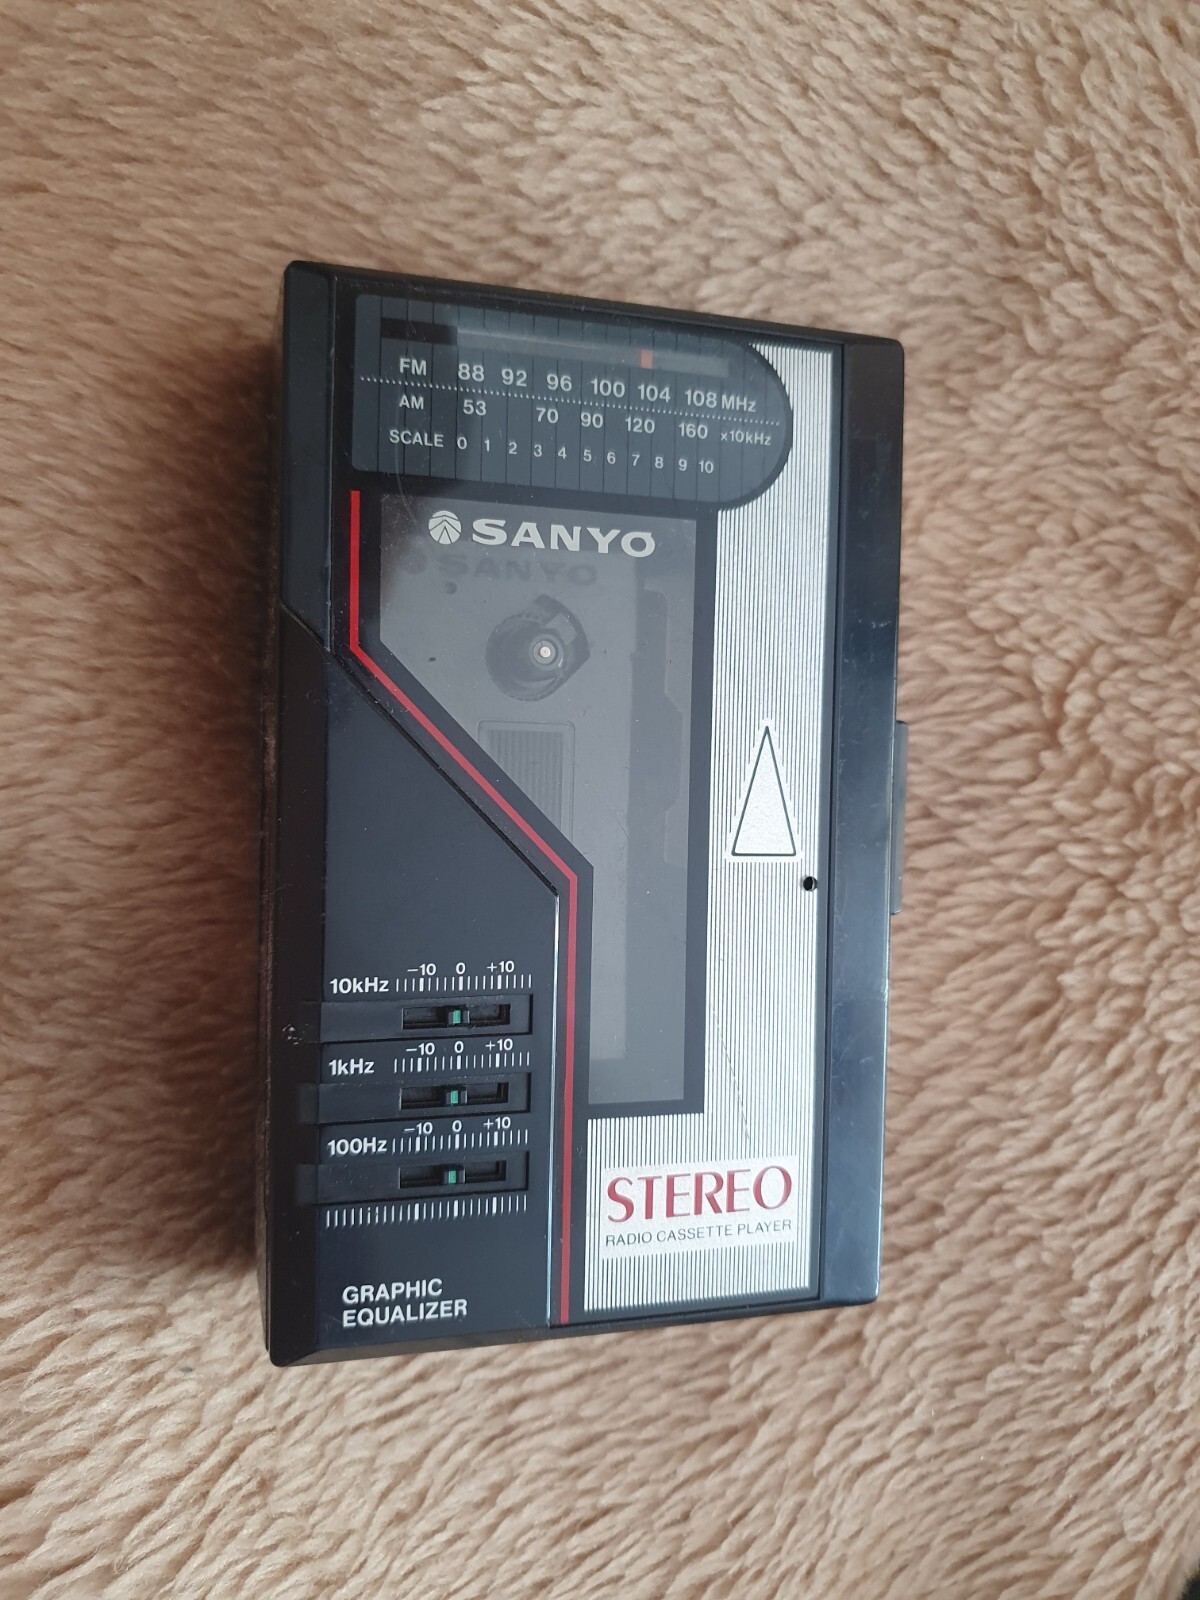 FM 88 92 96 100 104 108 MHz
AM 53 70 90 120 160 ×10kHz
SCALE 0 1 2 3 4 5 6 7 8 9 10
SANYO
-10 0 +10
10kHz
-10 0 +10
1kHz
-10 0 +10
100Hz
GRAPHIC
EQUALIZER
STEREO
RADIO CASSETTE PLAYER